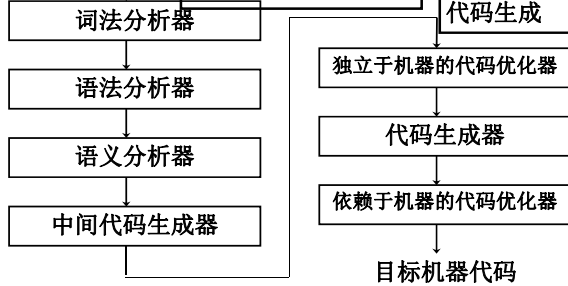 词法分析器
语法分析器
语义分析器
中间代码生成器
代码生成
独立于机器的代码优化器
代码生成器
依赖于机器的代码优化器
目标机器代码